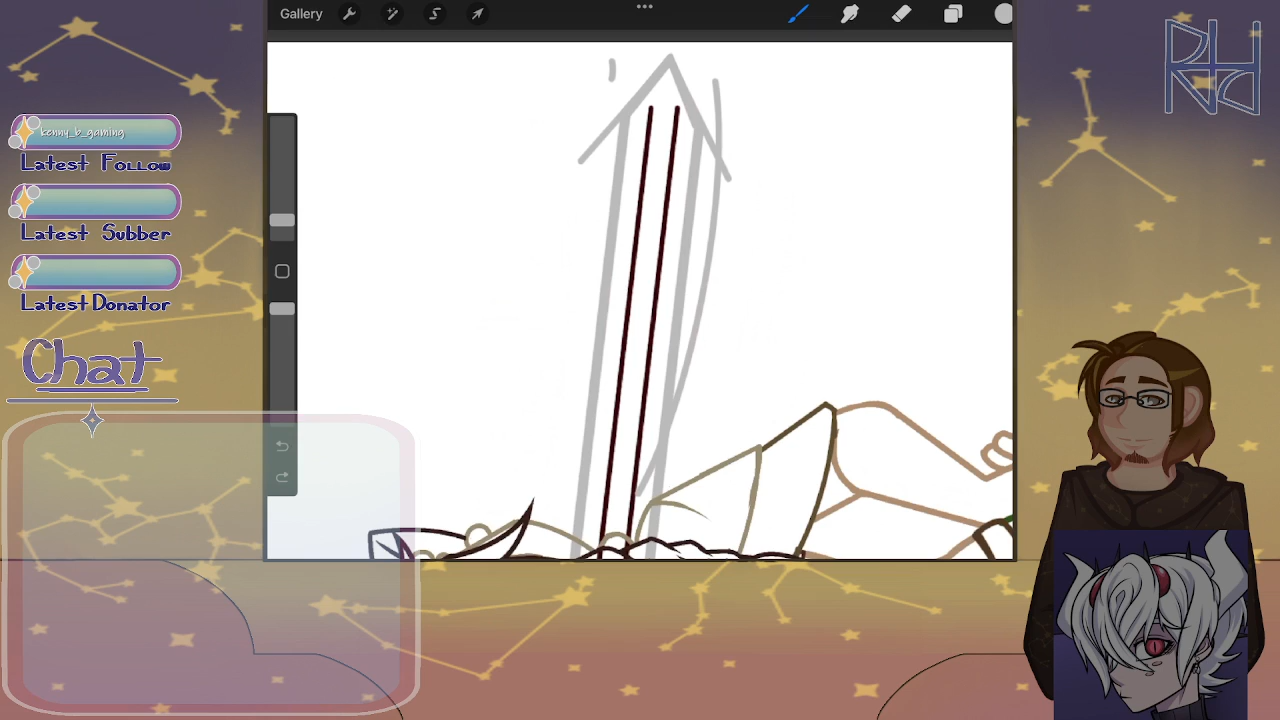 Gallery
kenny_b_gaming
Latest Follow
Latest Subber
Latest Donator
Chat